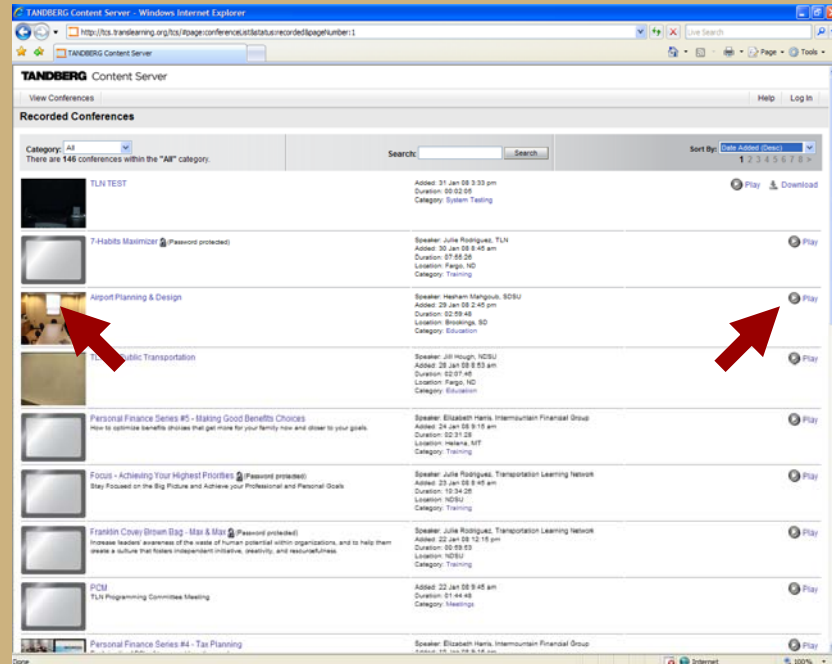 TANDBERG Content Server - Windows Internet Explorer
http://tcs.translearning.org/tcs/#page:conferenceList&status:recorded&pageNumber:1
Live Search
TANDBERG Content Server
Page
Tools
TANDBERG Content Server
View Conferences
Help
Log In
Recorded Conferences
Category: All
There are 146 conferences within the "All" category.
Search:
Search
Sort By: Date Added (Desc)
1 2 3 4 5 6 7 8 >
TLN TEST
Added: 31 Jan 08 3:33 pm
Duration: 00:02:05
Category: System Testing
Play
Download
7-Habits Maximizer (Password protected)
Speaker: Julie Rodriguez, TLN
Added: 30 Jan 08 8:45 am
Duration: 07:55:26
Location: Fargo, ND
Category: Training
Play
Airport Planning & Design
Speaker: Hesham Mahgoub, SDSU
Added: 29 Jan 08 2:45 pm
Duration: 02:59:48
Location: Brookings, SD
Category: Education
Play
Public Transportation
Speaker: Jill Hough, NDSU
Added: 28 Jan 08 8:53 am
Duration: 02:07:46
Location: Fargo, ND
Category: Education
Play
Personal Finance Series #5 - Making Good Benefits Choices
How to optimize benefits choices that get more for your family now and closer to your goals.
Speaker: Elizabeth Harris, Intermountain Financial Group
Added: 24 Jan 08 9:15 am
Duration: 02:31:28
Location: Helena, MT
Category: Training
Play
Focus - Achieving Your Highest Priorities (Password protected)
Stay Focused on the Big Picture and Achieve your Professional and Personal Goals
Speaker: Julie Rodriguez, Transportation Learning Network
Added: 23 Jan 08 8:45 am
Duration: 10:34:26
Location: NDSU
Category: Training
Play
Franklin Covey Brown Bag - Max & Max (Password protected)
Increase leaders' awareness of the waste of human potential within organizations, and to help them
create a culture that fosters independent initiative, creativity, and resourcefulness.
Speaker: Julie Rodriguez, Transportation Learning Network
Added: 22 Jan 08 12:15 pm
Duration: 00:59:53
Location: NDSU
Category: Training
Play
PCM
TLN Programming Committee Meeting
Added: 22 Jan 08 9:45 am
Duration: 01:44:48
Category: Meetings
Play
Personal Finance Series #4 - Tax Planning
Speaker: Elizabeth Harris, Intermountain Financial Group
Play
Done
Internet
100%